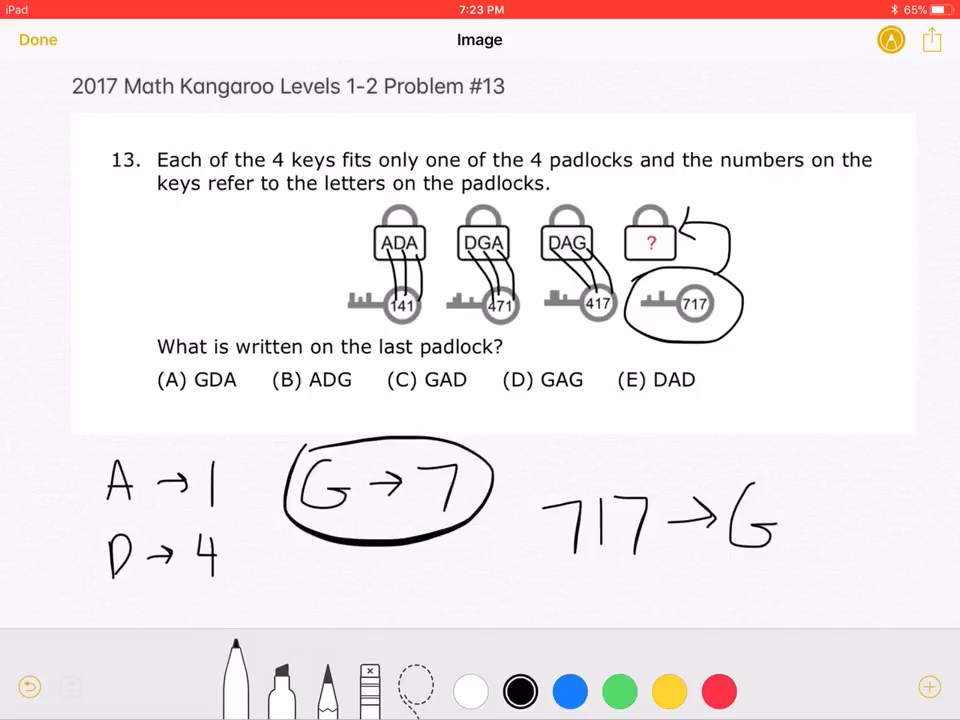 iPad 7:23 PM 65%
Done Image
2017 Math Kangaroo Levels 1-2 Problem #13
13. Each of the 4 keys fits only one of the 4 padlocks and the numbers on the
keys refer to the letters on the padlocks.
ADA DGA DAG ?
141 471 417 717
What is written on the last padlock?
(A) GDA (B) ADG (C) GAD (D) GAG (E) DAD
A → 1 G → 7
717 → G
D → 4